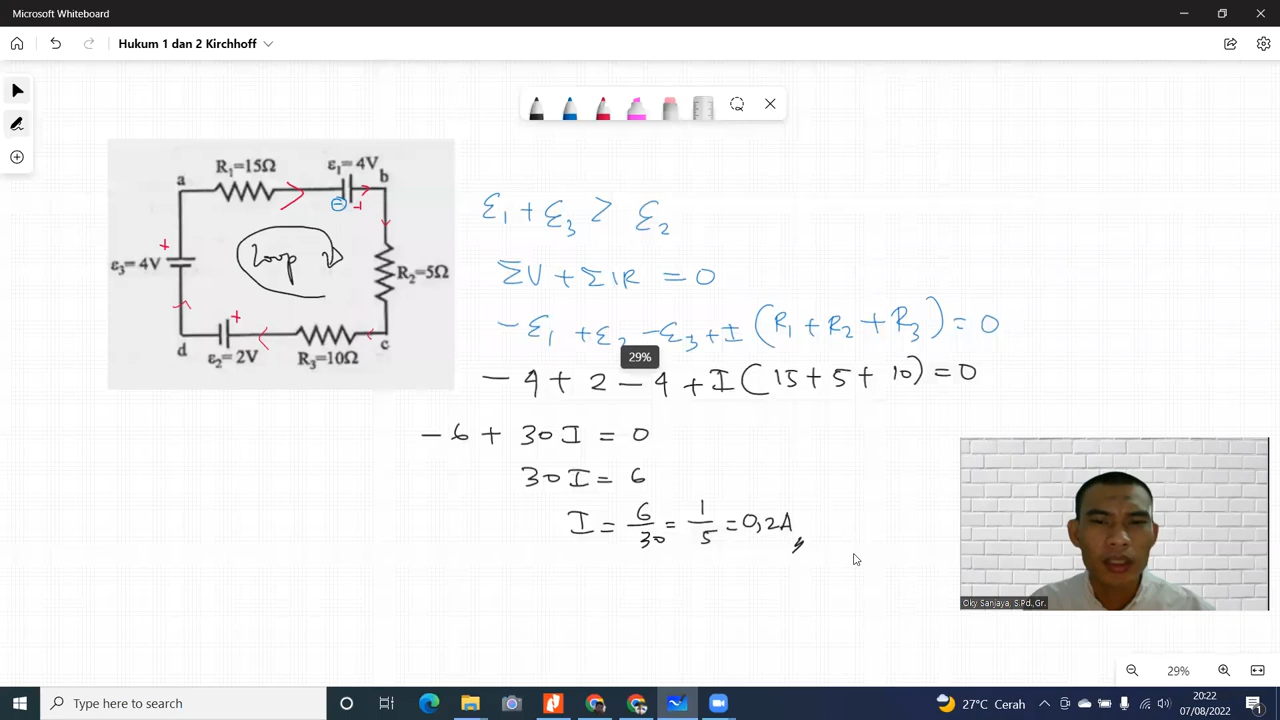 Microsoft Whiteboard
Hukum 1 dan 2 Kirchhoff
R₁=15Ω
ε₁=4V
a
b
+
⊖
+
ε₃=4V
Loop
R₂=5Ω
+
d
ε₂=2V
R₃=10Ω
c
ε₁ + ε₃ > ε₂
ΣV + ΣIR = 0
- ε₁ + ε₂ - ε₃ + I (R₁ + R₂ + R₃) = 0
29%
- 4 + 2 - 4 + I (15 + 5 + 10) = 0
- 6 + 30 I = 0
30 I = 6
I = 6/30 = 1/5 = 0,2A
Oky Sanjaya, S.Pd.,Gr.
29%
Type here to search
27°C Cerah
20:22
07/08/2022
1